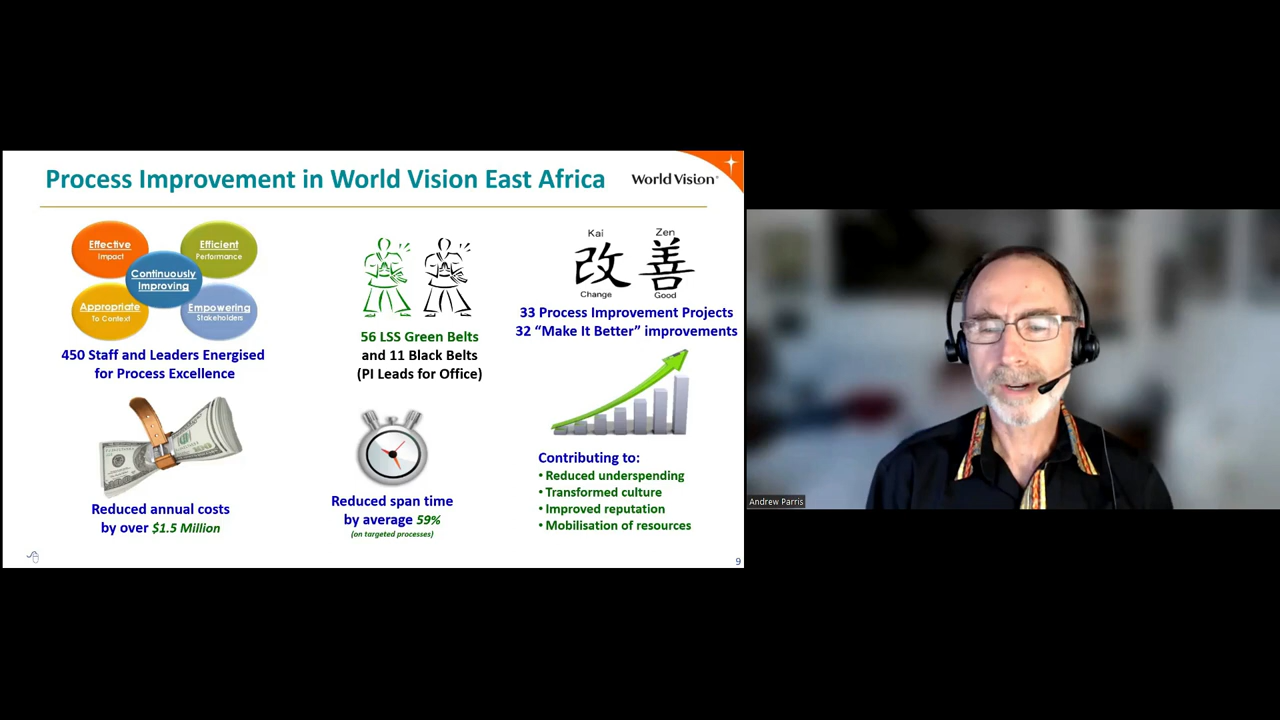 Process Improvement in World Vision East Africa
World Vision
Effective
Impact
Efficient
Performance
Continuously
Improving
Appropriate
To Context
Empowering
Stakeholders
450 Staff and Leaders Energised
for Process Excellence
56 LSS Green Belts
and 11 Black Belts
(PI Leads for Office)
Kai Zen
改善
Change Good
33 Process Improvement Projects
32 “Make It Better” improvements
Reduced annual costs
by over $1.5 Million
Reduced span time
by average 59%
(on targeted processes)
Contributing to:
• Reduced underspending
• Transformed culture
• Improved reputation
• Mobilisation of resources
9
Andrew Parris